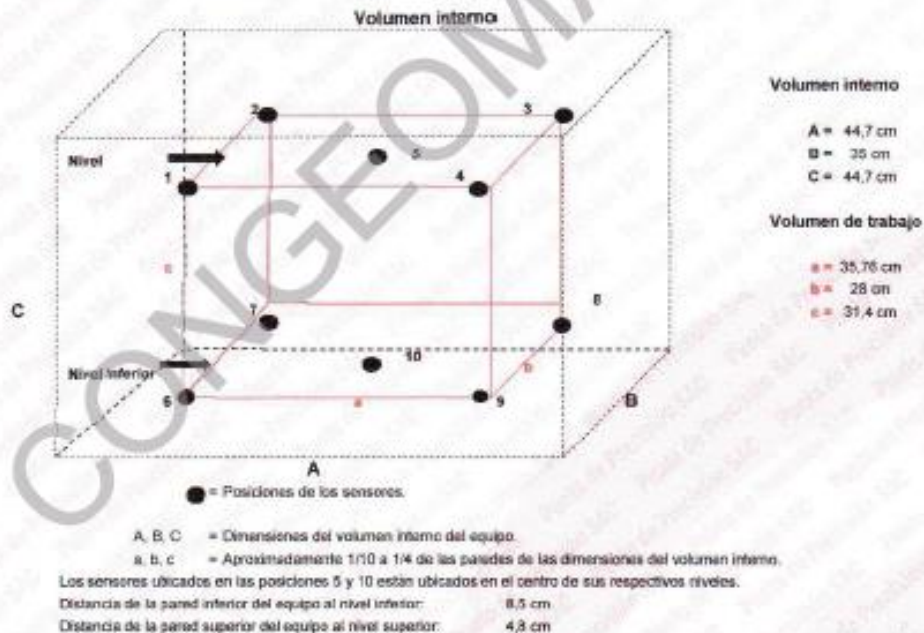 Volumen interno
CONGEOMA
Volumen interno
A = 44,7 cm
B = 35 cm
C = 44,7 cm
Volumen de trabajo
a = 35,76 cm
b = 28 cm
c = 31,4 cm
2
3
Nivel
5
1
4
c
C
7
8
10
Nivel Inferior
b
6
a
9
B
A
= Posiciones de los sensores.
A, B, C = Dimensiones del volumen interno del equipo.
a, b, c = Aproximadamente 1/10 a 1/4 de las paredes de las dimensiones del volumen interno.
Los sensores ubicados en las posiciones 5 y 10 están ubicados en el centro de sus respectivos niveles.
Distancia de la pared inferior del equipo al nivel inferior: 8,5 cm
Distancia de la pared superior del equipo al nivel superior: 4,8 cm
Punto de Precisión SAC